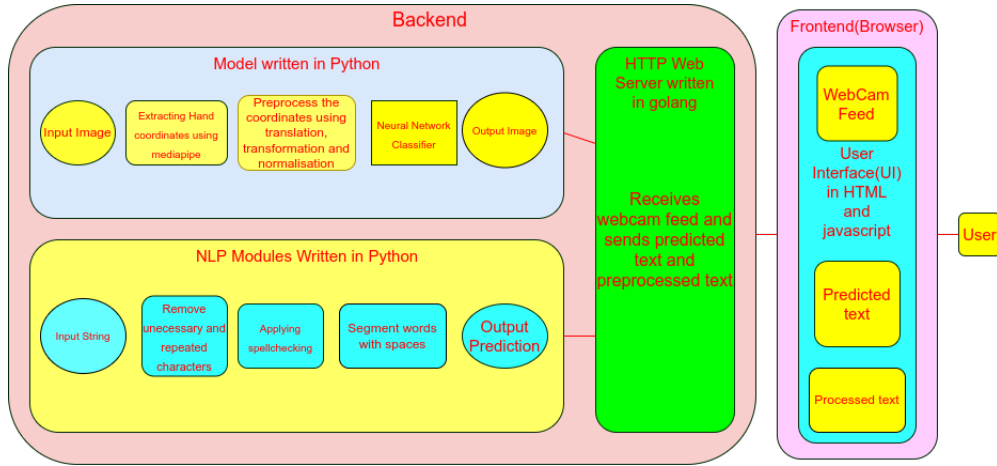 Backend
Model written in Python
Input Image
Extracting Hand
coordinates using
mediapipe
Preprocess the
coordinates using
translation,
transformation and
normalisation
Neural Network
Classifier
Output Image
NLP Modules Written in Python
Input String
Remove
unecessary and
repeated
characters
Applying
spellchecking
Segment words
with spaces
Output
Prediction
HTTP Web
Server written
in golang
Receives
webcam feed and
sends predicted
text and
preprocessed text
Frontend(Browser)
WebCam
Feed
User
Interface(UI)
in HTML
and
javascript
Predicted
text
Processed text
User